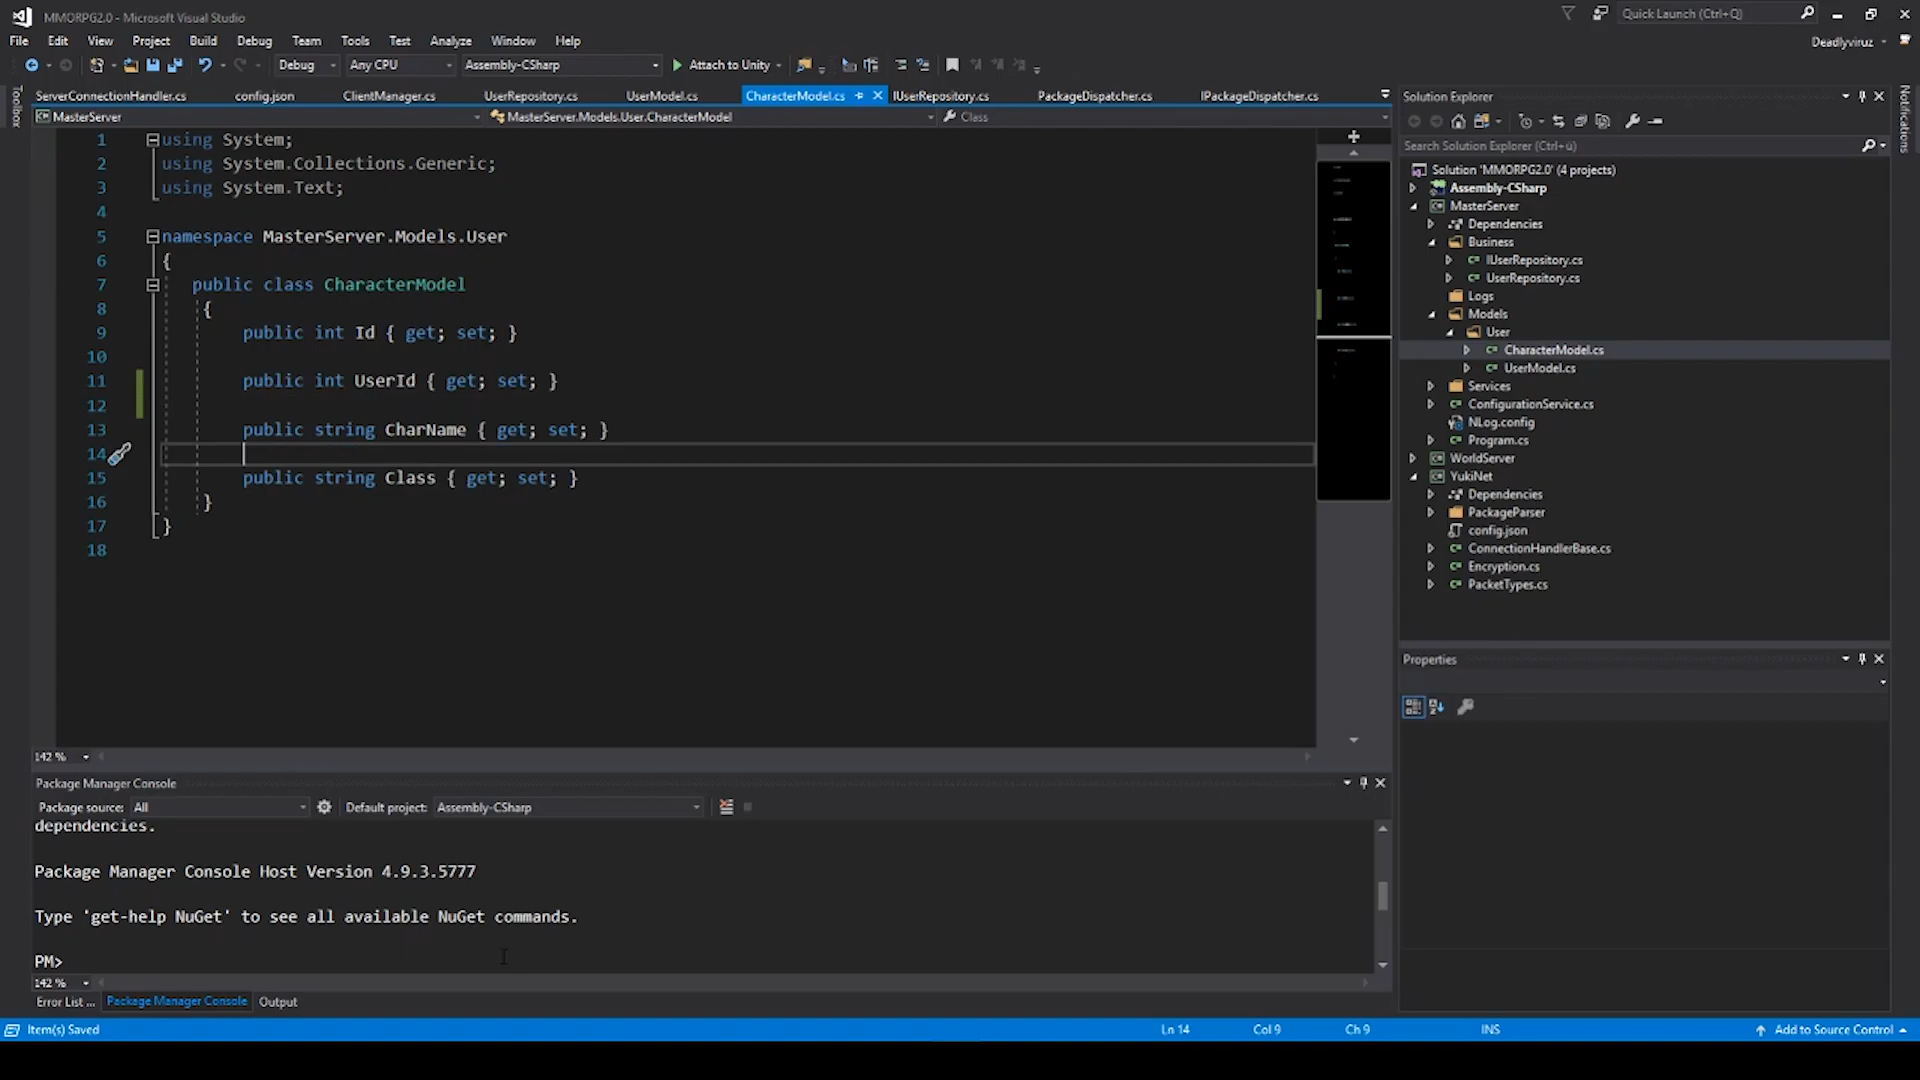 MMORPG2.0 - Microsoft Visual Studio
Quick Launch (Ctrl+Q)
File Edit View Project Build Debug Team Tools Test Analyze Window Help
Deadlyviruz
Debug Any CPU Assembly-CSharp Attach to Unity
Toolbox
ServerConnectionHandler.cs config.json ClientManager.cs UserRepository.cs UserModel.cs CharacterModel.cs IUserRepository.cs PackageDispatcher.cs IPackageDispatcher.cs
MasterServer MasterServer.Models.User.CharacterModel Class
1 using System;
2 using System.Collections.Generic;
3 using System.Text;
4
5 namespace MasterServer.Models.User
6 {
7 public class CharacterModel
8 {
9 public int Id { get; set; }
10
11 public int UserId { get; set; }
12
13 public string CharName { get; set; }
14
15 public string Class { get; set; }
16 }
17 }
18
142 %
Solution Explorer
Search Solution Explorer (Ctrl+ü)
Solution 'MMORPG2.0' (4 projects)
Assembly-CSharp
MasterServer
Dependencies
Business
IUserRepository.cs
UserRepository.cs
Logs
Models
User
CharacterModel.cs
UserModel.cs
Services
ConfigurationService.cs
NLog.config
Program.cs
WorldServer
YukiNet
Dependencies
PackageParser
config.json
ConnectionHandlerBase.cs
Encryption.cs
PacketTypes.cs
Notifications
Properties
Package Manager Console
Package source: All Default project: Assembly-CSharp
dependencies.
Package Manager Console Host Version 4.9.3.5777
Type 'get-help NuGet' to see all available NuGet commands.
PM>
142 %
Error List ... Package Manager Console Output
Item(s) Saved Ln 14 Col 9 Ch 9 INS Add to Source Control